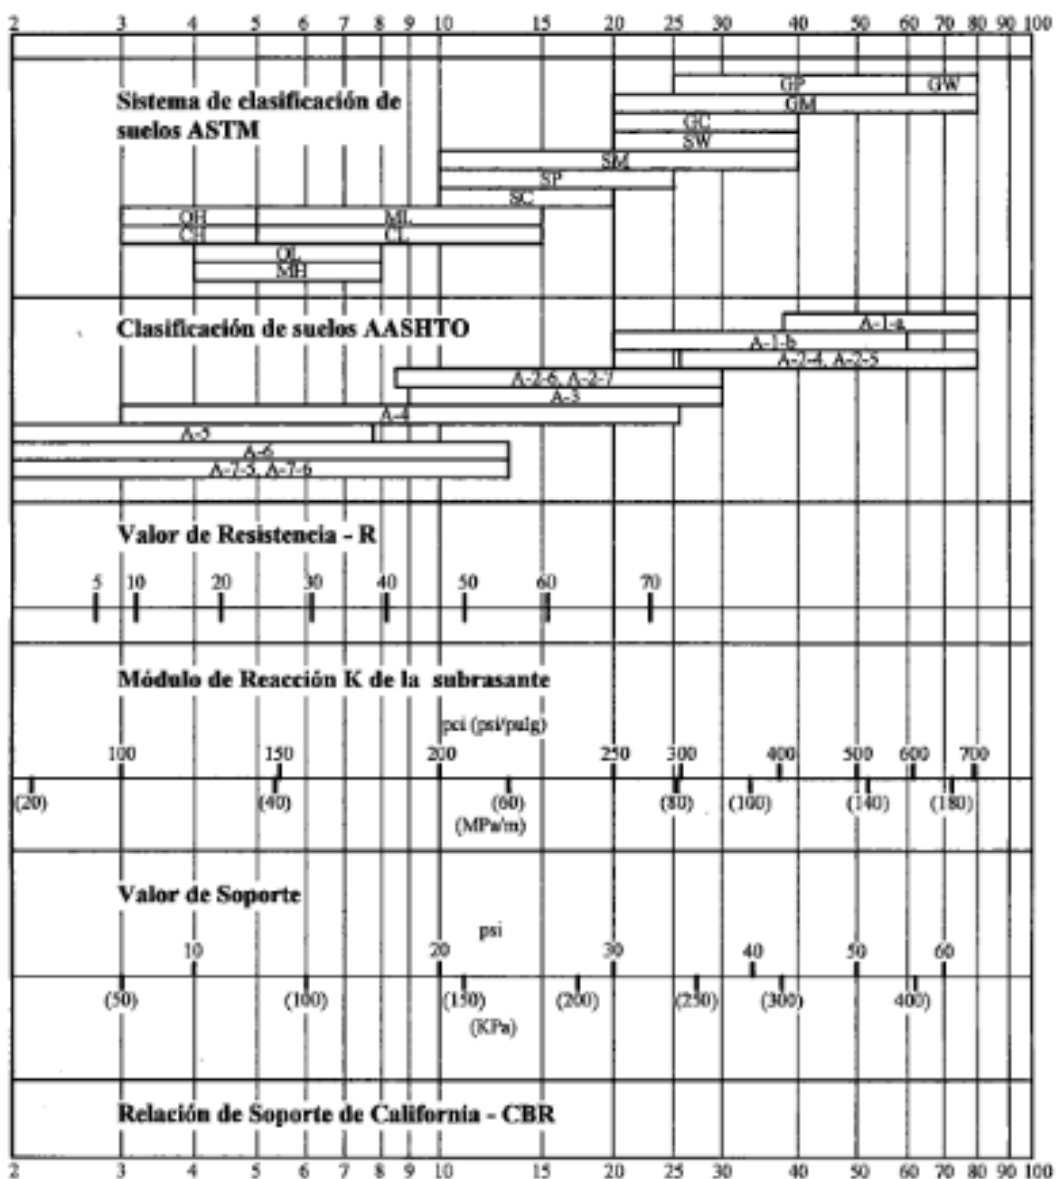 2 3 4 5 6 7 8 9 10 15 20 25 30 40 50 60 70 80 90 100
Sistema de clasificación de
suelos ASTM
GP GW
GM
GC
SW
SM
SP
SC
OH ML
CH CL
OL
MH
Clasificación de suelos AASHTO
A-1-a
A-1-b
A-2-4, A-2-5
A-2-6, A-2-7
A-3
A-4
A-5
A-6
A-7-5, A-7-6
Valor de Resistencia - R
5 10 20 30 40 50 60 70
Módulo de Reacción K de la subrasante
pci (psi/pulg)
100 150 200 250 300 400 500 600 700
(20) (40) (60) (80) (100) (140) (180)
(MPa/m)
Valor de Soporte
psi
10 20 30 40 50 60
(50) (100) (150) (200) (250) (300) 400)
(KPa)
Relación de Soporte de California - CBR
2 3 4 5 6 7 8 9 10 15 20 25 30 40 50 60 70 80 90 100